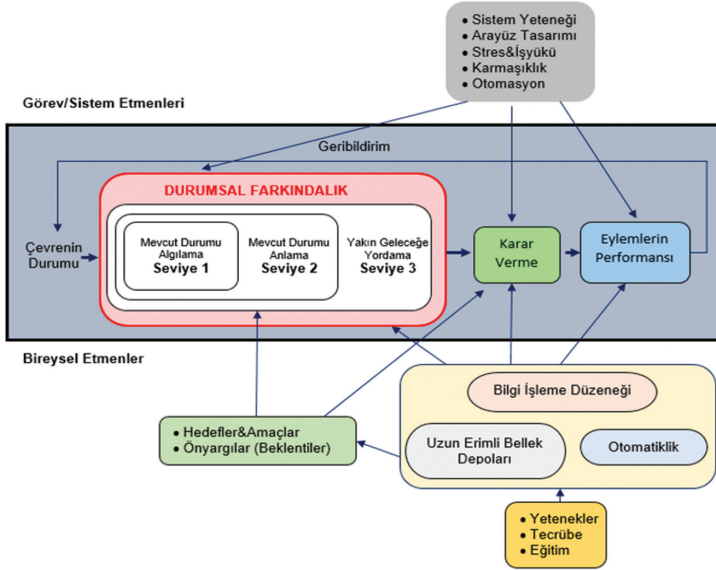 • Sistem Yeteneği
• Arayüz Tasarımı
• Stres&İşyükü
• Karmaşıklık
• Otomasyon
Görev/Sistem Etmenleri
Geribildirim
DURUMSAL FARKINDALIK
Çevrenin
Durumu
Mevcut Durumu
Algılama
Seviye 1
Mevcut Durumu
Anlama
Seviye 2
Yakın Geleceğe
Yordama
Seviye 3
Karar
Verme
Eylemlerin
Performansı
Bireysel Etmenler
Bilgi İşleme Düzeneği
• Hedefler&Amaçlar
• Önyargılar (Beklentiler)
Uzun Erimli Bellek
Depoları
Otomatiklik
• Yetenekler
• Tecrübe
• Eğitim